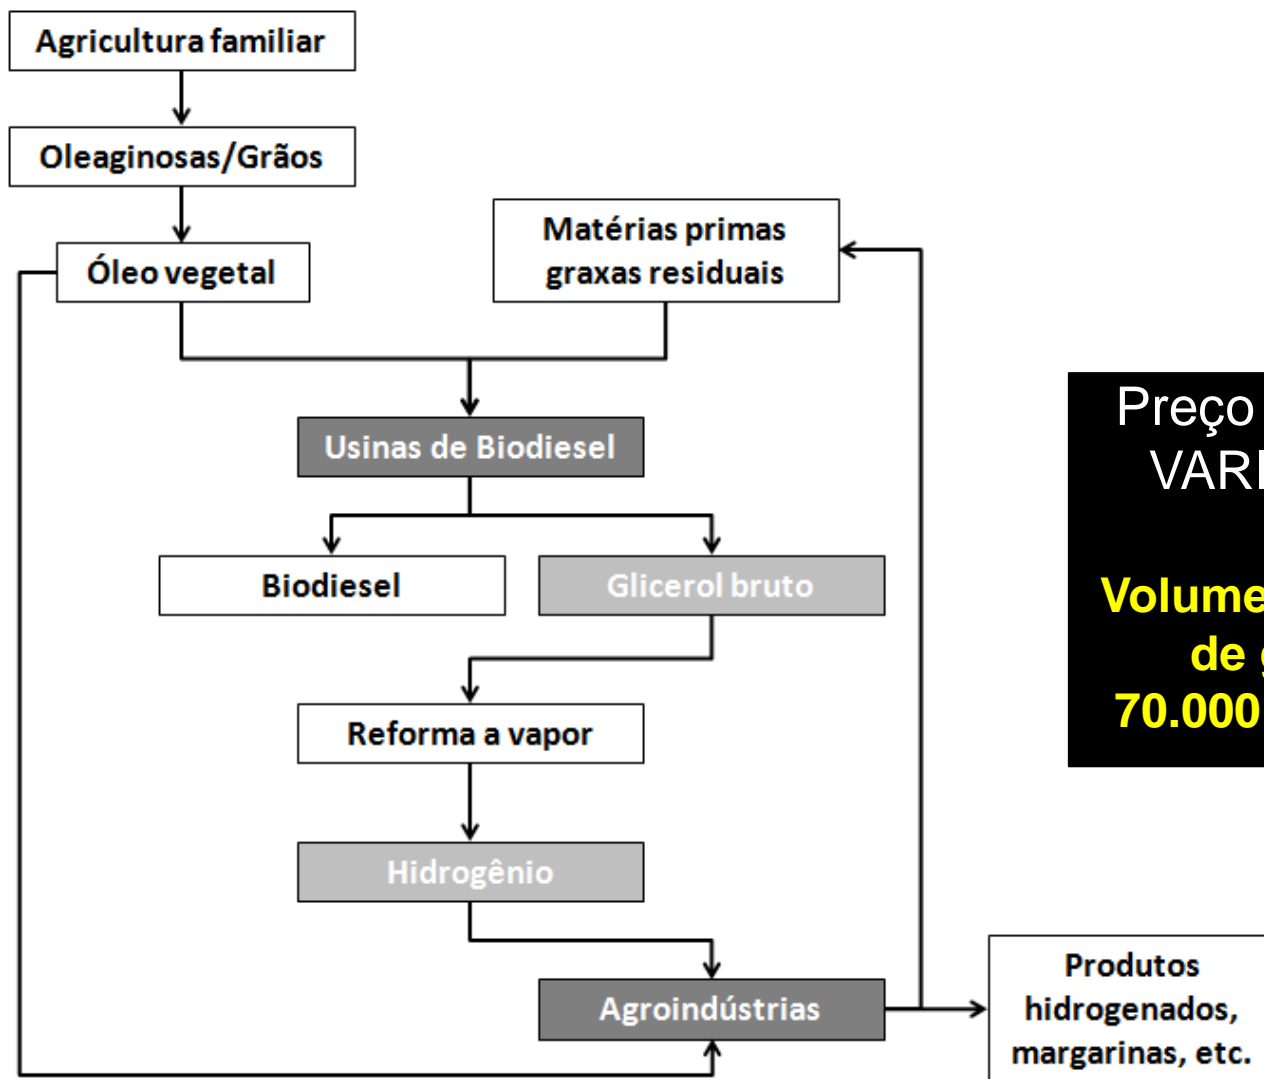 Agricultura familiar
Oleaginosas/Grãos
Óleo vegetal
Matérias primas
graxas residuais
Usinas de Biodiesel
Biodiesel
Glicerol bruto
Reforma a vapor
Hidrogênio
Agroindústrias
Produtos
hidrogenados,
margarinas, etc.
Preço
Volume
de
70.000